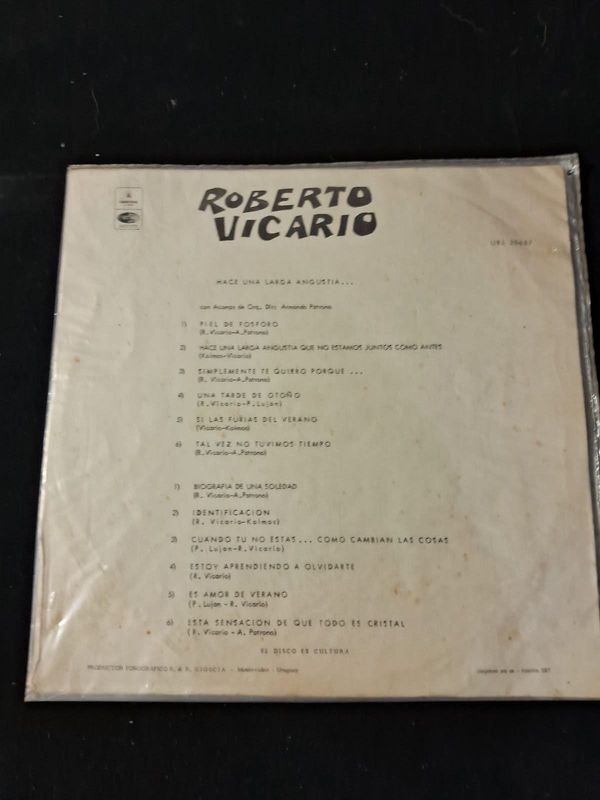 ROBERTO
VICARIO
HACE UNA LARGA ANGUSTIA...
con Acomp. de Orq. Dir: Armando Patrono
1) PIEL DE FOSFORO
(R. Vicario-A. Patrono)
2) HACE UNA LARGA ANGUSTIA QUE NO ESTAMOS JUNTOS COMO ANTES
(Kolmos-Vicario)
3) SIMPLEMENTE TE QUIERO PORQUE ...
(R. Vicario-A. Patrono)
4) UNA TARDE DE OTOÑO
(R. Vicario-P. Luján)
5) SI LAS FURIAS DEL VERANO
(Vicario-Kolmos)
6) TAL VEZ NO TUVIMOS TIEMPO
(R. Vicario-A. Patrono)
1) BIOGRAFIA DE UNA SOLEDAD
(R. Vicario-A. Patrono)
2) IDENTIFICACION
(R. Vicario-Kolmos)
3) CUANDO TU NO ESTAS... COMO CAMBIAN LAS COSAS
(P. Lujan-R. Vicario)
4) ESTOY APRENDIENDO A OLVIDARTE
(R. Vicario)
5) ES AMOR DE VERANO
(P. Lujan - R. Vicario)
6) ESTA SENSACION DE QUE TODO ES CRISTAL
(R. Vicario - A. Patrono)
EL DISCO ES CULTURA
PRODUCTOR FONOGRAFICO R. & R. GIOSCIA - Montevideo - Uruguay